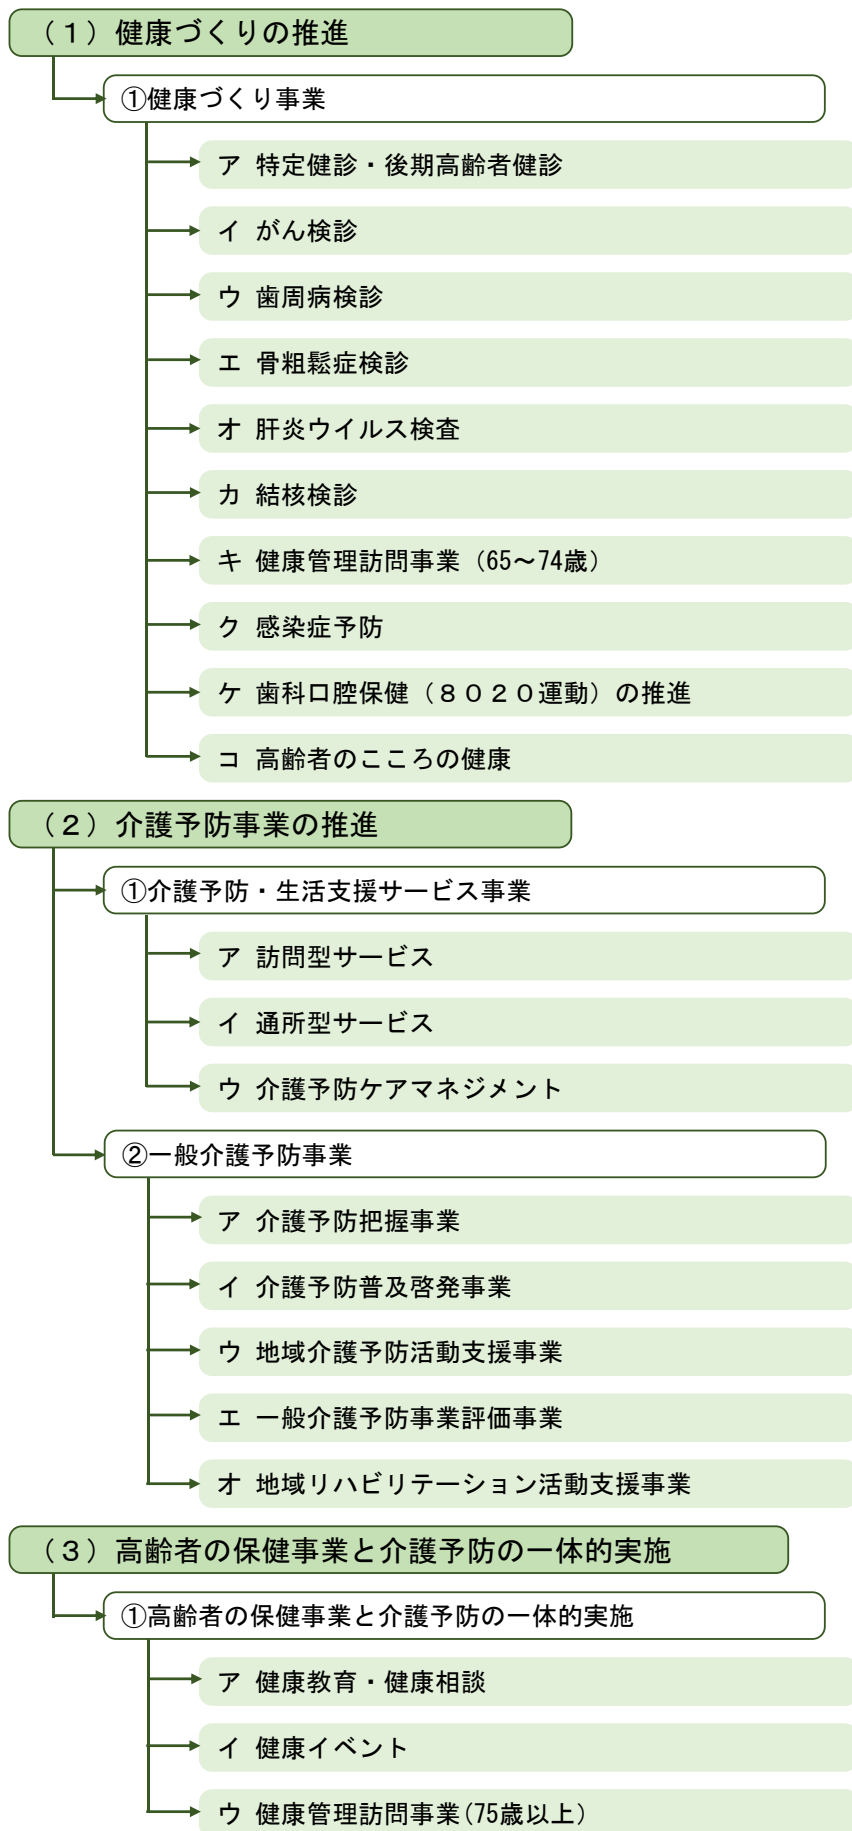 （１）健康づくりの推進
①健康づくり事業
ア 特定健診・後期高齢者健診
イ がん検診
ウ 歯周病検診
エ 骨粗鬆症検診
オ 肝炎ウイルス検査
カ 結核検診
キ 健康管理訪問事業（65～74歳）
ク 感染症予防
ケ 歯科口腔保健（８０２０運動）の推進
コ 高齢者のこころの健康
（２）介護予防事業の推進
①介護予防・生活支援サービス事業
ア 訪問型サービス
イ 通所型サービス
ウ 介護予防ケアマネジメント
②一般介護予防事業
ア 介護予防把握事業
イ 介護予防普及啓発事業
ウ 地域介護予防活動支援事業
エ 一般介護予防事業評価事業
オ 地域リハビリテーション活動支援事業
（３）高齢者の保健事業と介護予防の一体的実施
①高齢者の保健事業と介護予防の一体的実施
ア 健康教育・健康相談
イ 健康イベント
ウ 健康管理訪問事業(75歳以上)